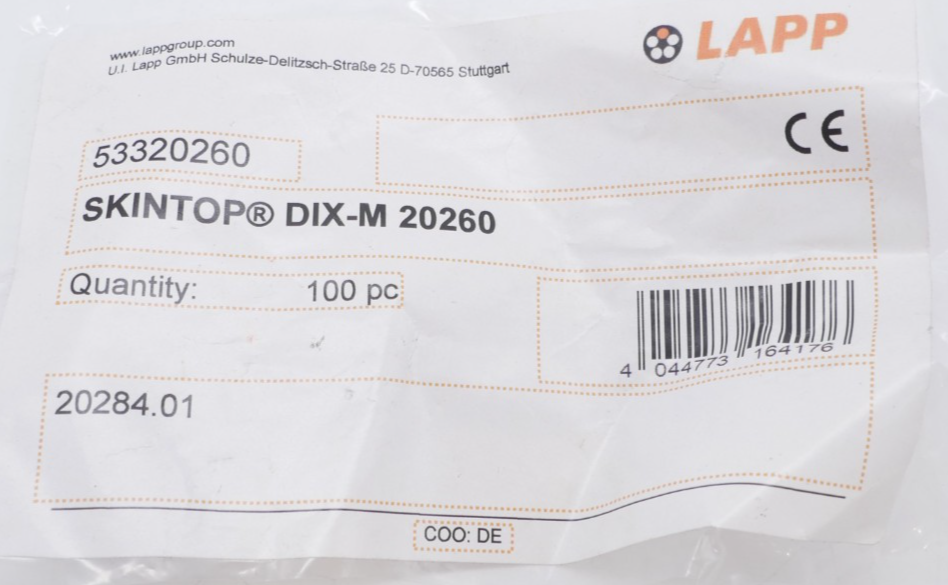 www.lappgroup.com
U.I. Lapp GmbH Schulze-Delitzsch-Straße 25 D-70565 Stuttgart
LAPP
CE
53320260
SKINTOP® DIX-M 20260
Quantity: 100 pc
4 044773 164176
20284.01
COO: DE